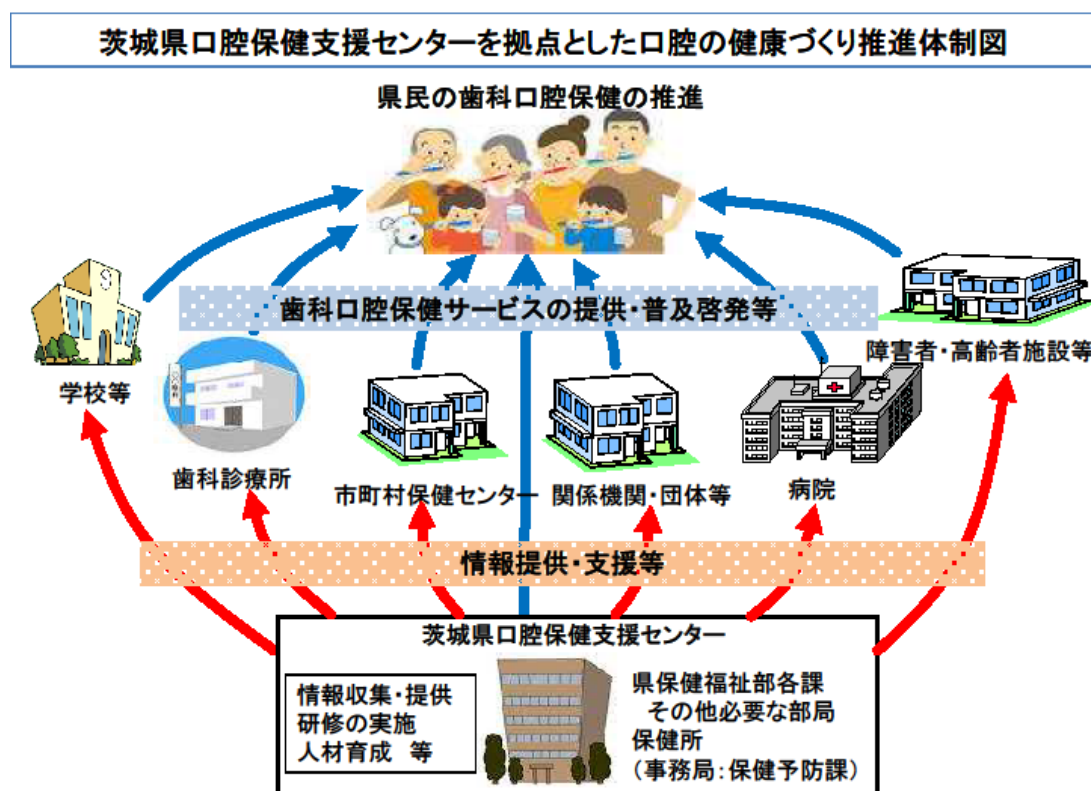 茨城県口腔保健支援センターを拠点とした口腔の健康づくり推進体制図
県民の歯科口腔保健の推進
歯科口腔保健サービスの提供・普及啓発等
学校等
歯科診療所
市町村保健センター
関係機関・団体等
病院
障害者・高齢者施設等
情報提供・支援等
茨城県口腔保健支援センター
情報収集・提供
研修の実施
人材育成 等
県保健福祉部各課
その他必要な部局
保健所
(事務局:保健予防課)